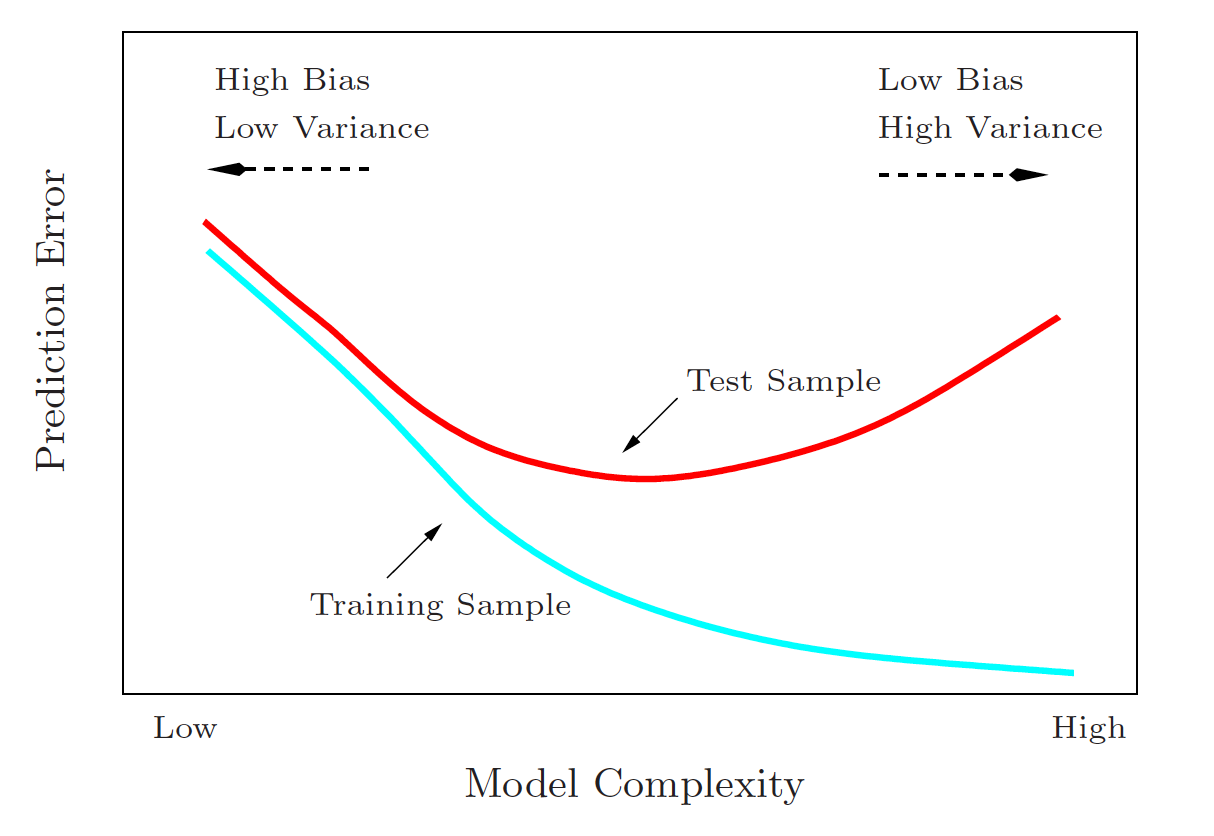 High Bias
Low Variance
Low Bias
High Variance
Prediction Error
Test Sample
Training Sample
Low
High
Model Complexity